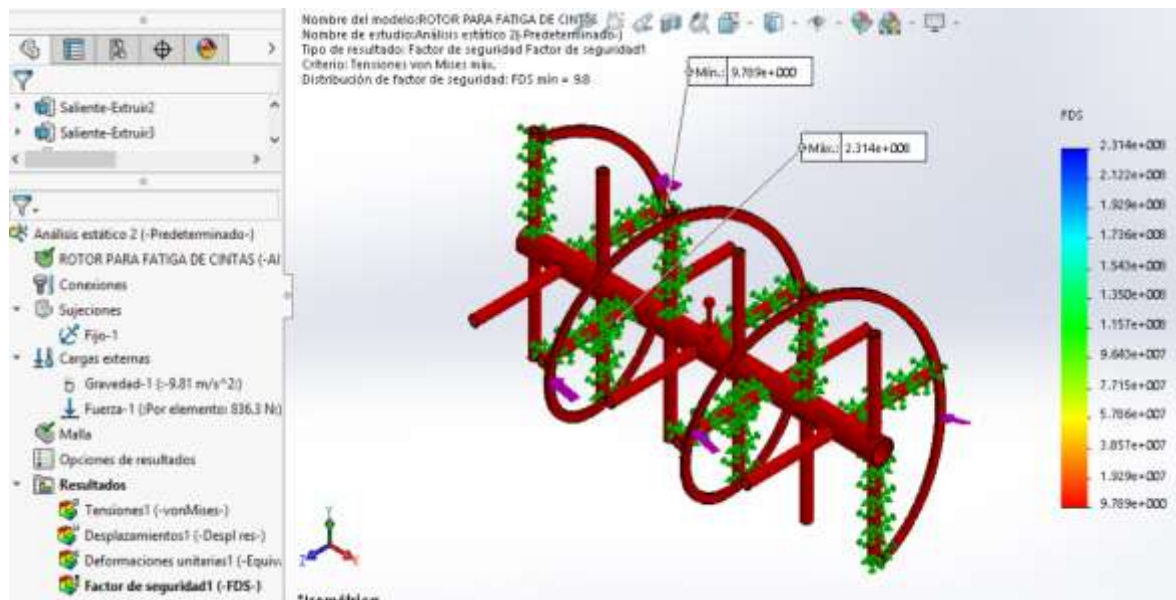 Nombre del modelo:ROTOR PARA FATIGA DE CINTAS
Nombre de estudio:Análisis estático 2(-Predeterminado-)
Tipo de resultado: Factor de seguridad Factor de seguridad1
Criterio: Tensiones von Mises máx.
Distribución de factor de seguridad: FDS mín = 9.8
Mín.: 9.789e+000
Máx.: 2.314e+008
FDS
2.314e+008
2.122e+008
1.929e+008
1.736e+008
1.543e+008
1.350e+008
1.157e+008
9.643e+007
7.715e+007
5.786e+007
3.857e+007
1.929e+007
9.789e+000
Saliente-Extruir2
Saliente-Extruir3
Análisis estático 2 (-Predeterminado-)
ROTOR PARA FATIGA DE CINTAS (-Al
Conexiones
Sujeciones
Fijo-1
Cargas externas
Gravedad-1 (:-9.81 m/s^2:)
Fuerza-1 (:Por elemento: 836.3 N:)
Malla
Opciones de resultados
Resultados
Tensiones1 (-vonMises-)
Desplazamientos1 (-Despl res-)
Deformaciones unitarias1 (-Equiv
Factor de seguridad1 (-FDS-)
Y
Z
X
*Isométrica